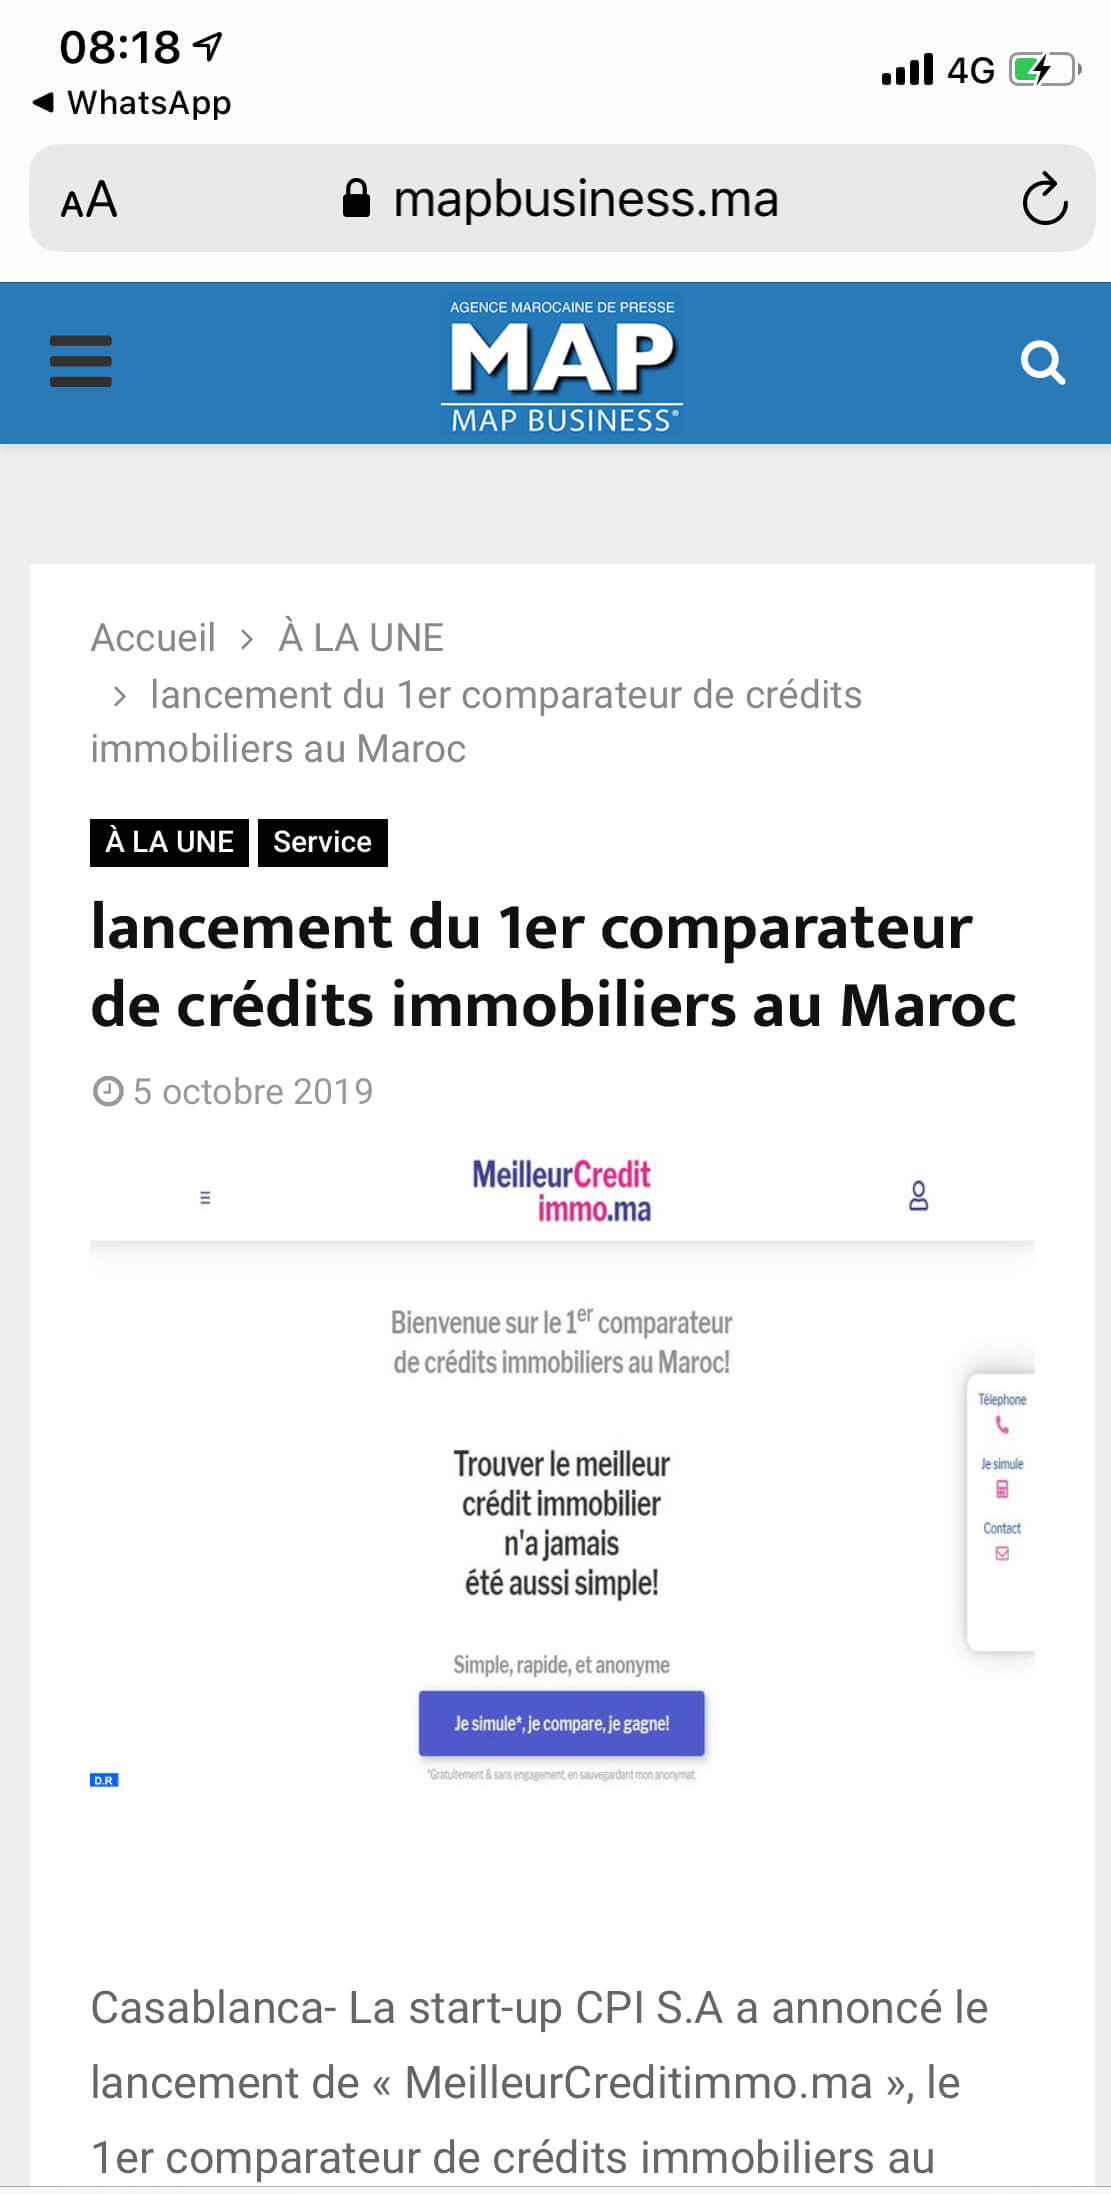 08:18
◀ WhatsApp
4G
AA
mapbusiness.ma
AGENCE MAROCAINE DE PRESSE
MAP
MAP BUSINESS®
Accueil > À LA UNE
> lancement du 1er comparateur de crédits
immobiliers au Maroc
À LA UNE Service
lancement du 1er comparateur
de crédits immobiliers au Maroc
5 octobre 2019
MeilleurCredit
immo.ma
Bienvenue sur le 1er comparateur
de crédits immobiliers au Maroc!
Télephone
Je simule
Contact
Trouver le meilleur
crédit immobilier
n'a jamais
été aussi simple!
Simple, rapide, et anonyme
Je simule*, je compare, je gagne!
*Gratuitement & sans engagement, en sauvegardant mon anonymat.
D.R
Casablanca- La start-up CPI S.A a annoncé le
lancement de « MeilleurCreditimmo.ma », le
1er comparateur de crédits immobiliers au